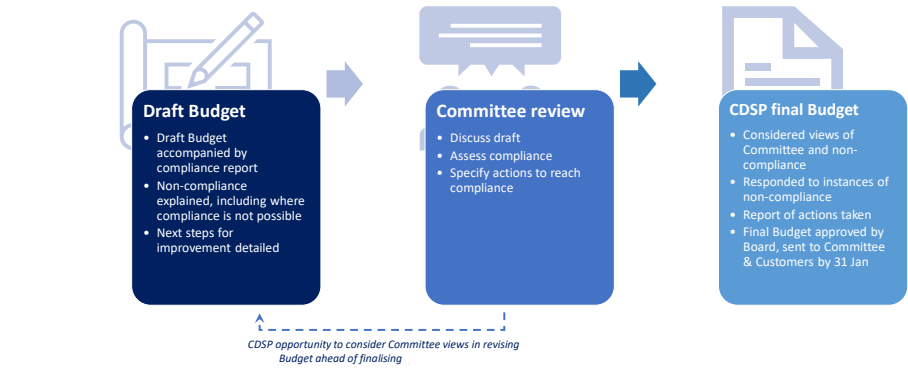 Draft Budget
• Draft Budget
accompanied by
compliance report
• Non-compliance
explained, including where
compliance is not possible
• Next steps for
improvement detailed
Committee review
• Discuss draft
• Assess compliance
• Specify actions to reach
compliance
CDSP final Budget
• Considered views of
Committee and non-
compliance
• Responded to instances of
non-compliance
• Report of actions taken
• Final Budget approved by
Board, sent to Committee
& Customers by 31 Jan
CDSP opportunity to consider Committee views in revising
Budget ahead of finalising